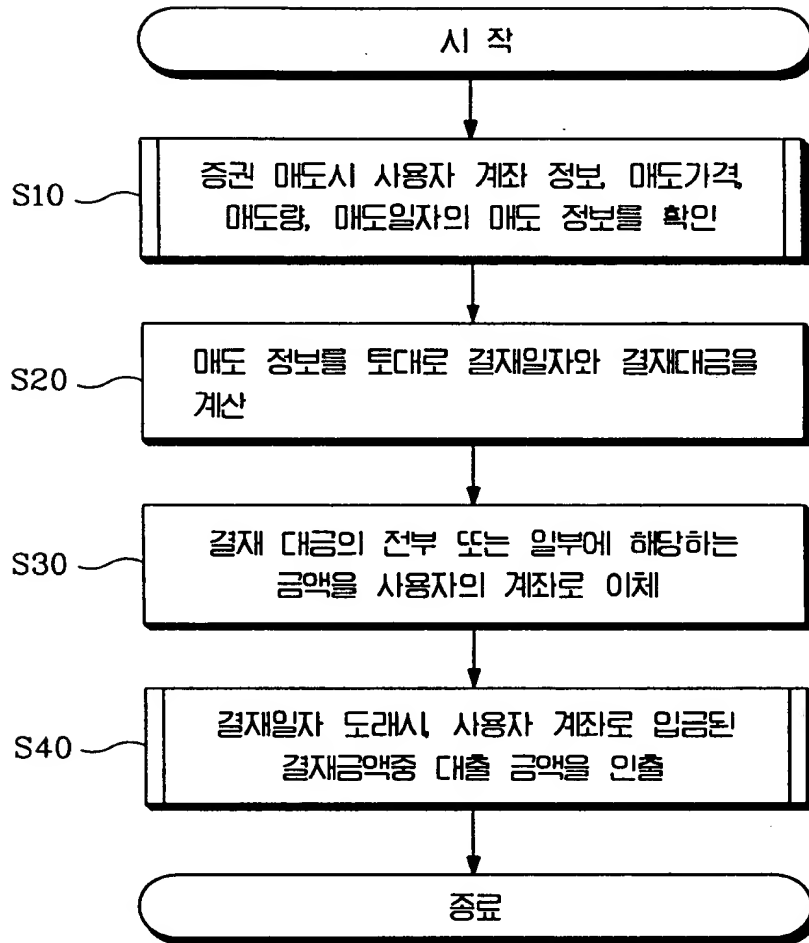 시 작
S10
증권 매도시 사용자 계좌 정보, 매도가격,
매도량, 매도일자의 매도 정보를 확인
S20
매도 정보를 토대로 결재일자와 결재대금을
계산
S30
결재 대금의 전부 또는 일부에 해당하는
금액을 사용자의 계좌로 이체
S40
결재일자 도래시, 사용자 계좌로 입금된
결재금액중 대출 금액을 인출
종료